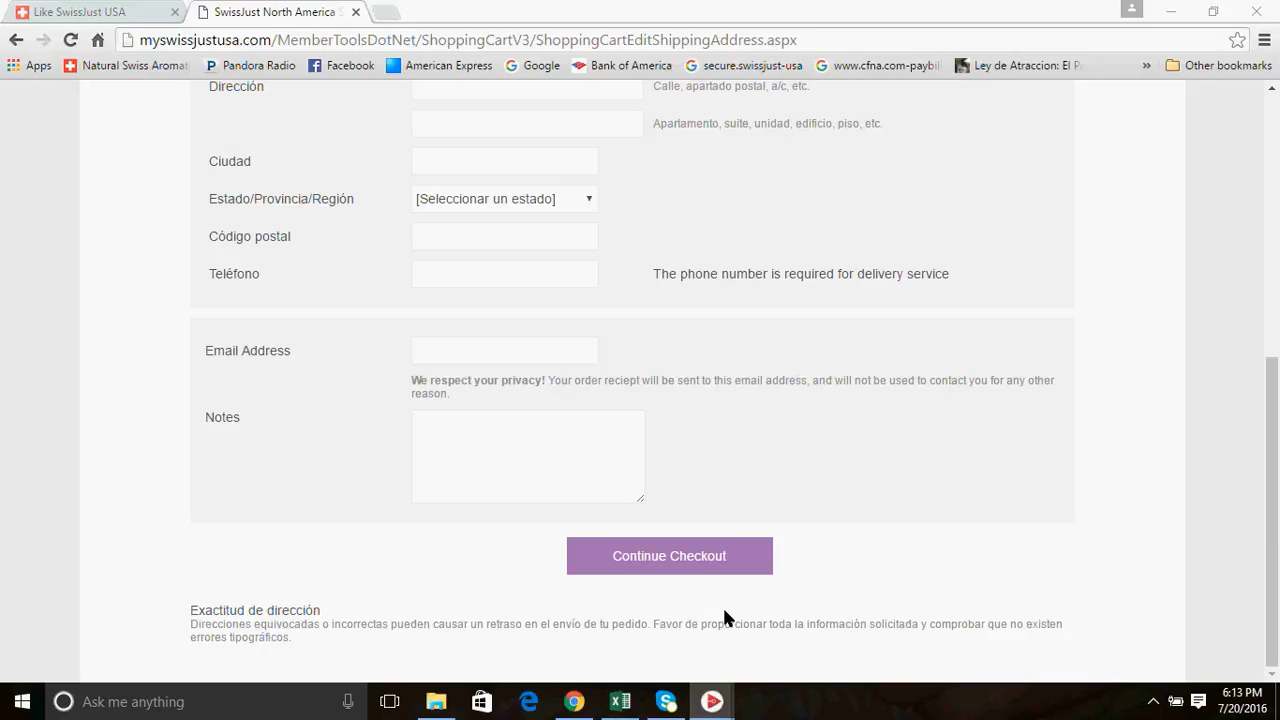 Like SwissJust USA
SwissJust North America
myswissjustusa.com/MemberToolsDotNet/ShoppingCartV3/ShoppingCartEditShippingAddress.aspx
Apps
Natural Swiss Aromat
Pandora Radio
Facebook
American Express
Google
Bank of America
secure.swissjust-usa
www.cfna.com-paybil
Ley de Atraccion: El P
»
Other bookmarks
Dirección
Calle, apartado postal, a/c, etc.
Apartamento, suite, unidad, edificio, piso, etc.
Ciudad
Estado/Provincia/Región
[Seleccionar un estado]
Código postal
Teléfono
The phone number is required for delivery service
Email Address
We respect your privacy! Your order reciept will be sent to this email address, and will not be used to contact you for any other
reason.
Notes
Continue Checkout
Exactitud de dirección
Direcciones equivocadas o incorrectas pueden causar un retraso en el envío de tu pedido. Favor de proporcionar toda la información solicitada y comprobar que no existen
errores tipográficos.
Ask me anything
6:13 PM
7/20/2016